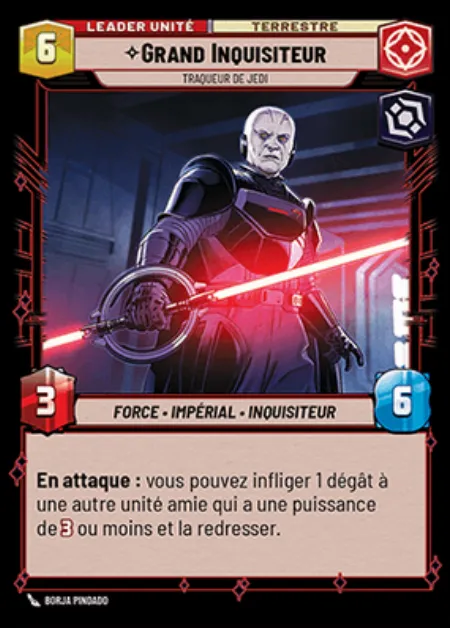 LEADER UNITÉ
TERRESTRE
6
GRAND INQUISITEUR
TRAQUEUR DE JEDI
3
FORCE • IMPÉRIAL • INQUISITEUR
6
En attaque : vous pouvez infliger 1 dégât à
une autre unité amie qui a une puissance
de 3 ou moins et la redresser.
BORJA PINDADO